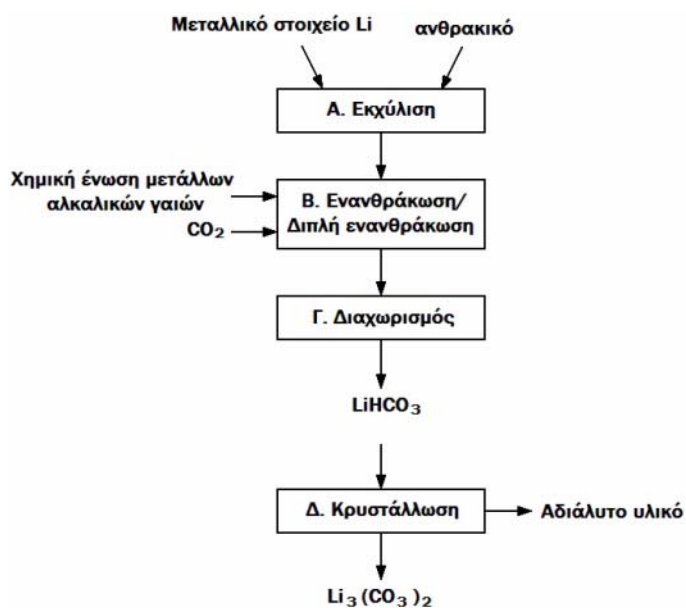 Μεταλλικό στοιχείο Li
ανθρακικό
Α. Εκχύλιση
Χημική ένωση μετάλλων
αλκαλικών γαιών
CO₂
Β. Ενανθράκωση/
Διπλή ενανθράκωση
Γ. Διαχωρισμός
LiHCO₃
Δ. Κρυστάλλωση
Αδιάλυτο υλικό
Li₃(CO₃)₂